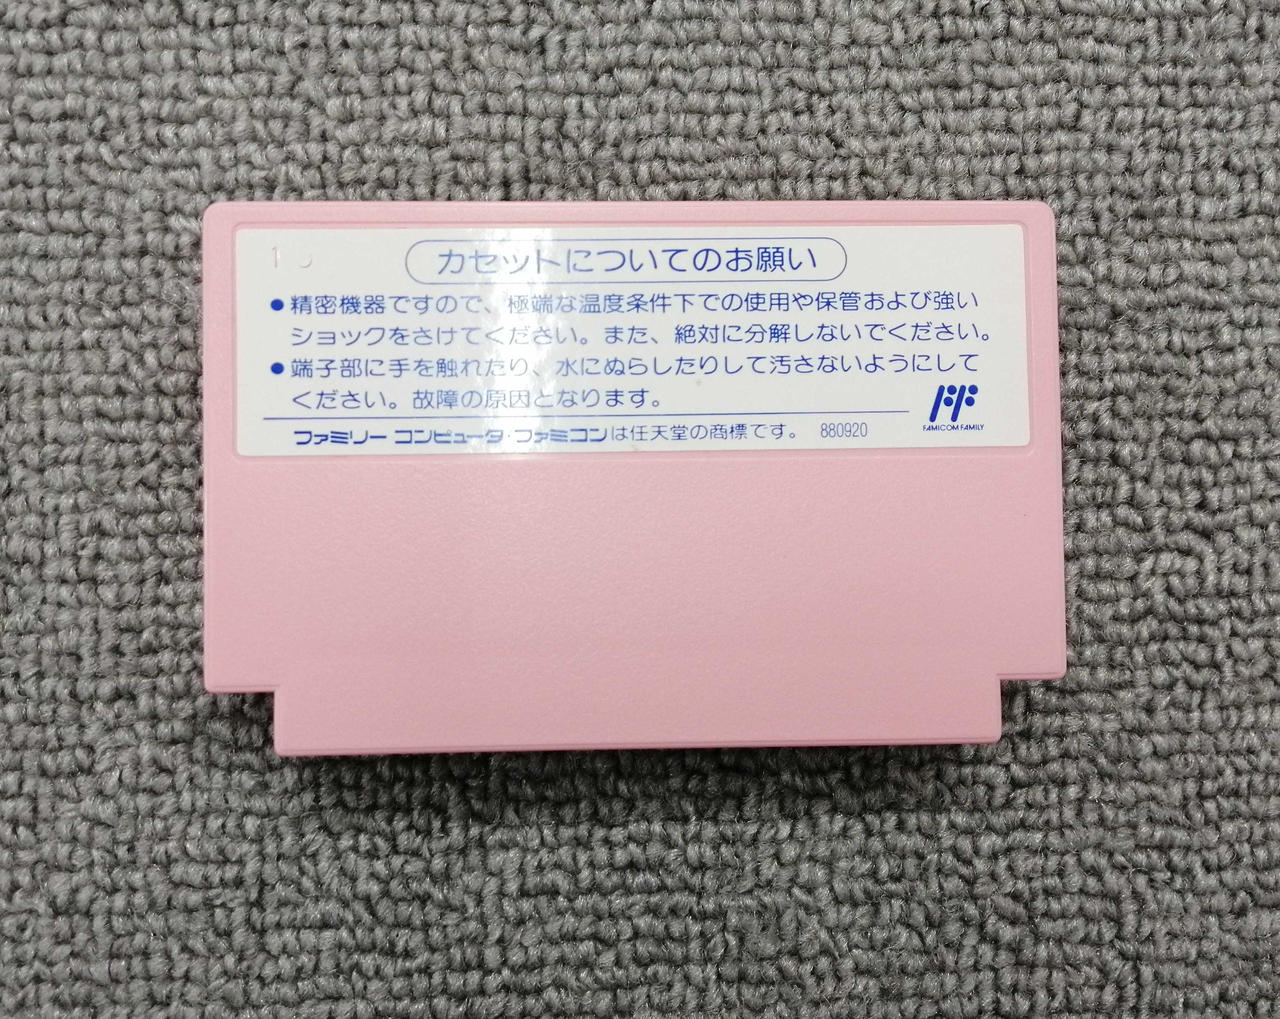 カセットについてのお願い
●精密機器ですので、極端な温度条件下での使用や保管および強い
ショックをさけてください。また、絶対に分解しないでください。
●端子部に手を触れたり、水にぬらしたりして汚さないようにして
ください。故障の原因となります。
FAMICOM FAMILY
ファミリー コンピュータ・ファミコンは任天堂の商標です。 880920